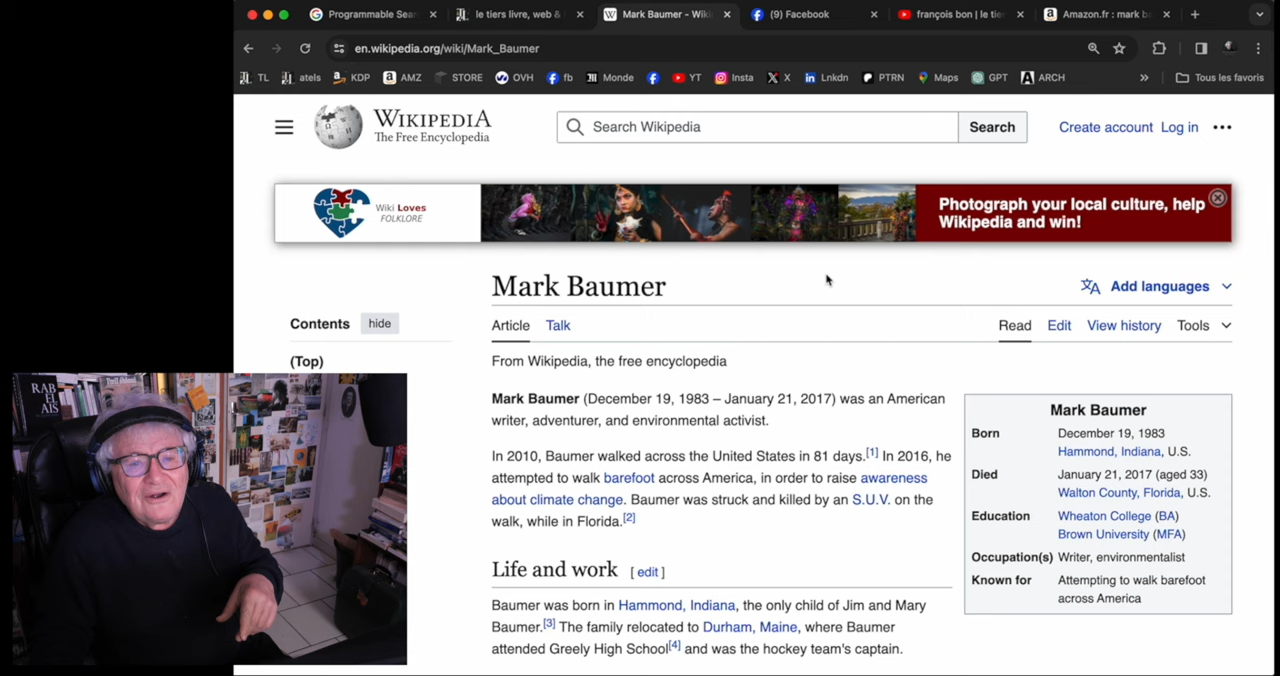 Programmable Sea
le tiers livre, web &
Mark Baumer - Wiki
(9) Facebook
françois bon | le tie
Amazon.fr : mark b
en.wikipedia.org/wiki/Mark_Baumer
TL
atels
KDP
AMZ
STORE
OVH
fb
Monde
YT
Insta
X
Lnkdn
PTRN
Maps
GPT
ARCH
»
Tous les favoris
WIKIPEDIA
The Free Encyclopedia
Search Wikipedia
Search
Create account
Log in
Wiki Loves
FOLKLORE
Photograph your local culture, help
Wikipedia and win!
Mark Baumer
Add languages
Contents
hide
Article
Talk
Read
Edit
View history
Tools
(Top)
From Wikipedia, the free encyclopedia
Mark Baumer (December 19, 1983 – January 21, 2017) was an American
writer, adventurer, and environmental activist.
In 2010, Baumer walked across the United States in 81 days.[1] In 2016, he
attempted to walk barefoot across America, in order to raise awareness
about climate change. Baumer was struck and killed by an S.U.V. on the
walk, while in Florida.[2]
Mark Baumer
Born December 19, 1983
Hammond, Indiana, U.S.
Died January 21, 2017 (aged 33)
Walton County, Florida, U.S.
Education Wheaton College (BA)
Brown University (MFA)
Occupation(s) Writer, environmentalist
Known for Attempting to walk barefoot
across America
Life and work [ edit ]
Baumer was born in Hammond, Indiana, the only child of Jim and Mary
Baumer.[3] The family relocated to Durham, Maine, where Baumer
attended Greely High School[4] and was the hockey team's captain.
RAB
EL
AIS